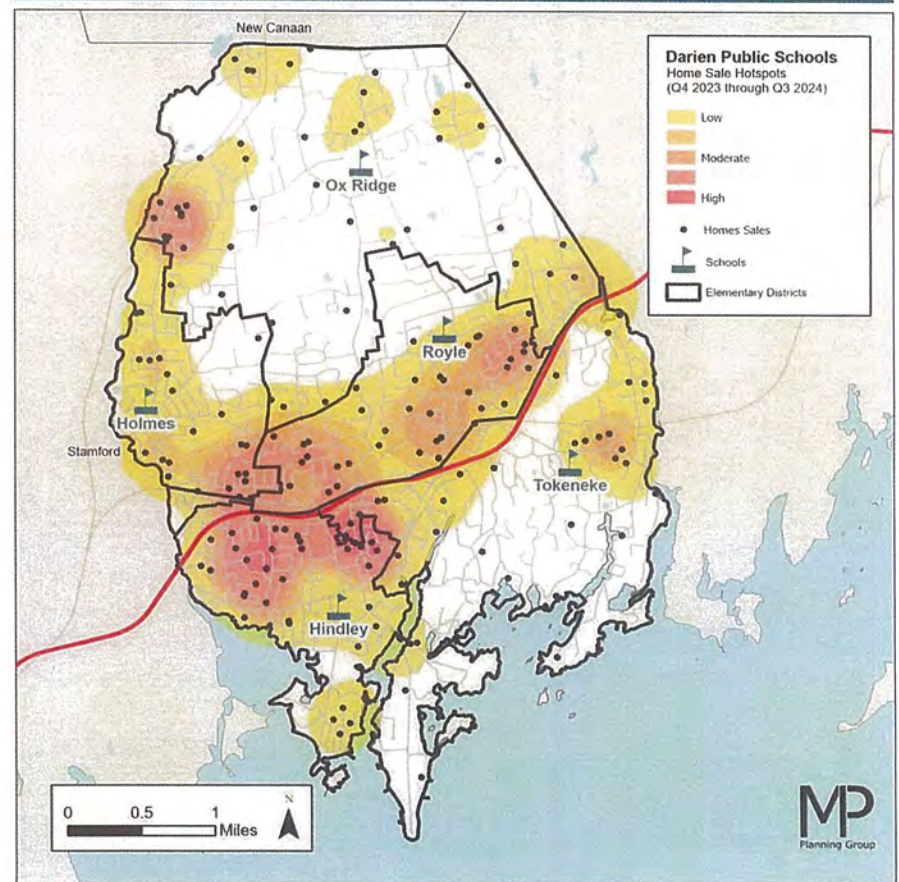 New Canaan
Darien Public Schools
Home Sale Hotspots
(Q4 2023 through Q3 2024)
Low
Moderate
High
Homes Sales
Schools
Elementary Districts
Ox Ridge
Royle
Holmes
Stamford
Tokeneke
Hindley
0 0.5 1
Miles
N
MP
Planning Group